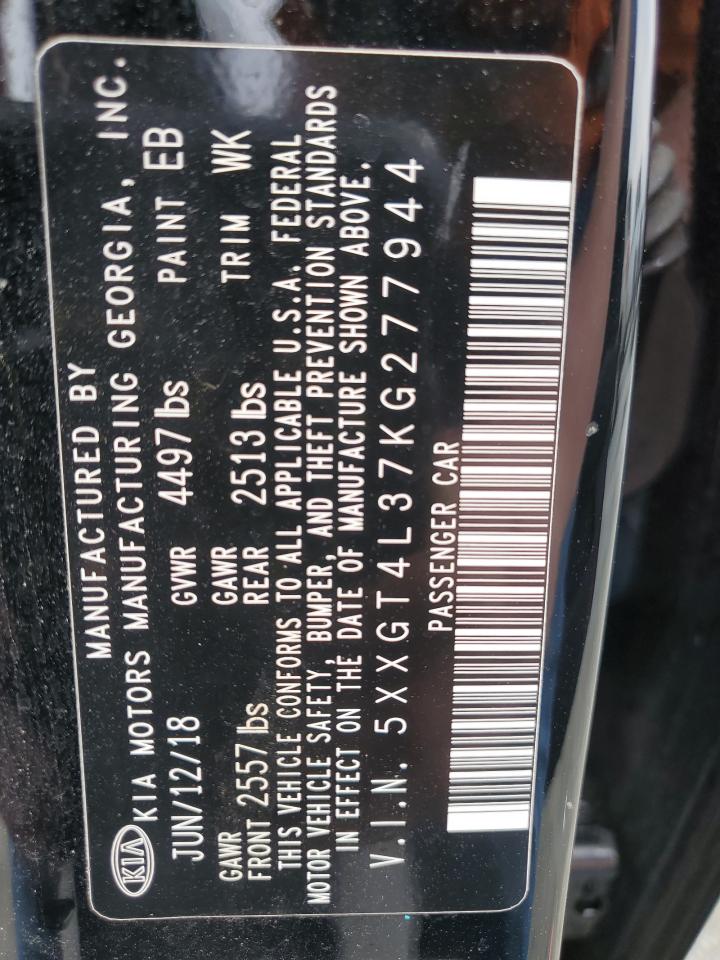 MANUFACTURED BY
KIA KIA MOTORS MANUFACTURING GEORGIA, INC.
JUN/12/18 GVWR 4497 lbs PAINT EB
GAWR FRONT 2557 lbs GAWR REAR 2513 lbs TRIM WK
THIS VEHICLE CONFORMS TO ALL APPLICABLE U.S.A. FEDERAL
MOTOR VEHICLE SAFETY, BUMPER, AND THEFT PREVENTION STANDARDS
IN EFFECT ON THE DATE OF MANUFACTURE SHOWN ABOVE.
V.I.N. 5XXGT4L37KG277944
PASSENGER CAR